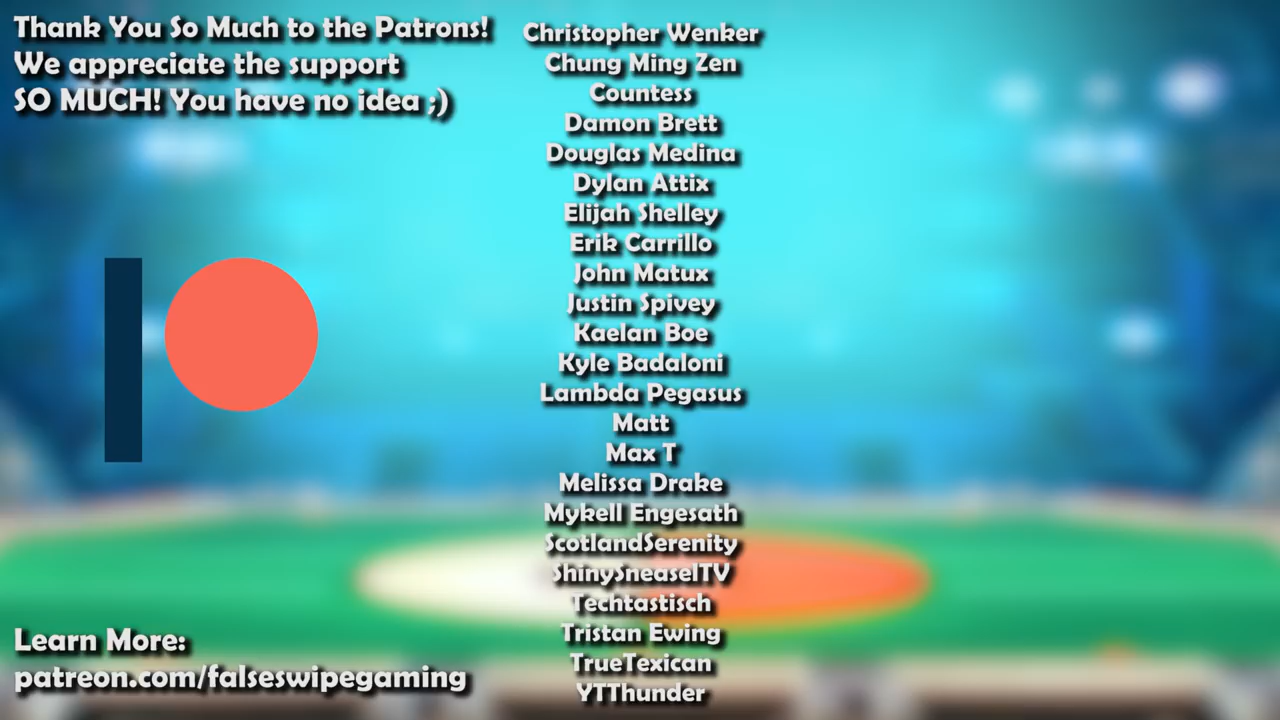 Thank You So Much to the Patrons!
We appreciate the support
SO MUCH! You have no idea ;)
Christopher Wenker
Chung Ming Zen
Countess
Damon Brett
Douglas Medina
Dylan Attix
Elijah Shelley
Erik Carrillo
John Matux
Justin Spivey
Kaelan Boe
Kyle Badaloni
Lambda Pegasus
Matt
Max T
Melissa Drake
Mykell Engesath
ScotlandSerenity
ShinySneaselTV
Techtastisch
Tristan Ewing
TrueTexican
YTThunder
Learn More:
patreon.com/falseswipegaming